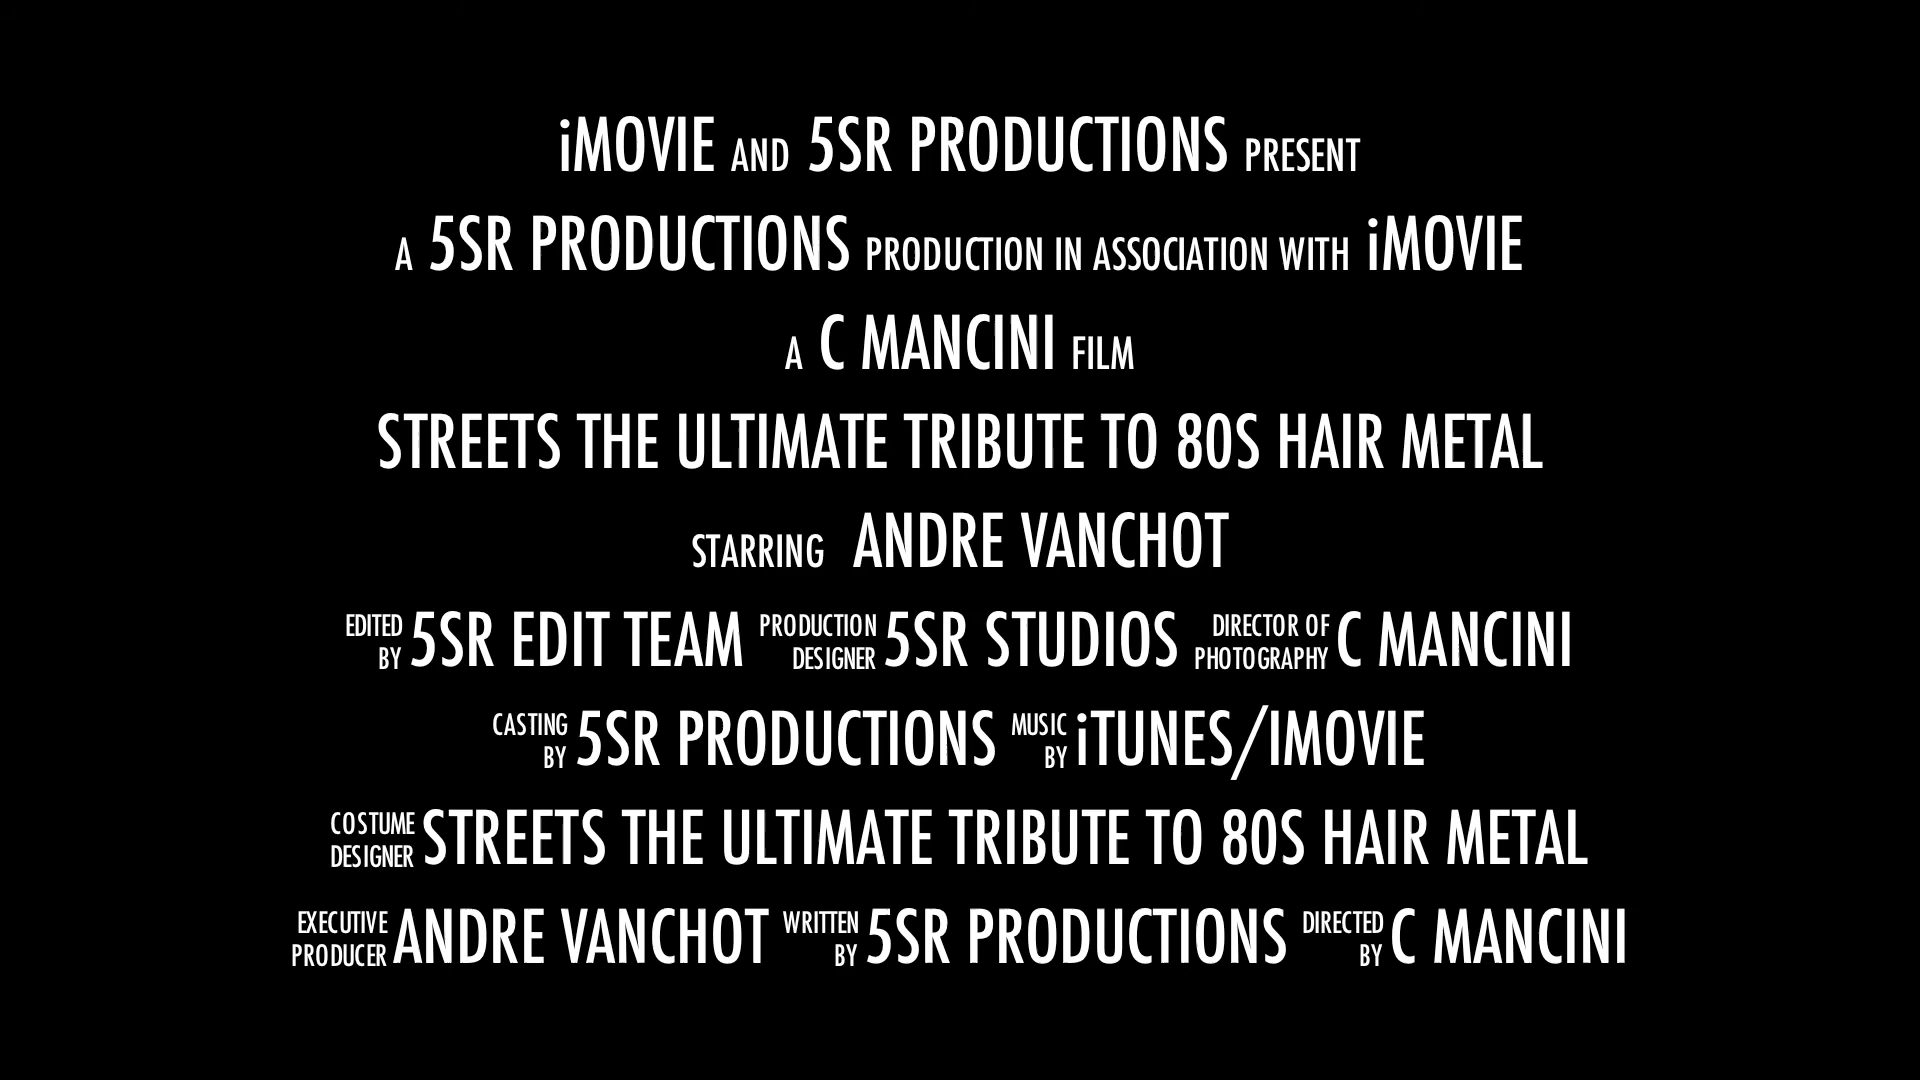 iMOVIE AND 5SR PRODUCTIONS PRESENT
A 5SR PRODUCTIONS PRODUCTION IN ASSOCIATION WITH iMOVIE
A C MANCINI FILM
STREETS THE ULTIMATE TRIBUTE TO 80S HAIR METAL
STARRING ANDRE VANCHOT
EDITED BY 5SR EDIT TEAM PRODUCTION DESIGNER 5SR STUDIOS DIRECTOR OF PHOTOGRAPHY C MANCINI
CASTING BY 5SR PRODUCTIONS MUSIC BY iTUNES/IMOVIE
COSTUME DESIGNER STREETS THE ULTIMATE TRIBUTE TO 80S HAIR METAL
EXECUTIVE PRODUCER ANDRE VANCHOT WRITTEN BY 5SR PRODUCTIONS DIRECTED BY C MANCINI